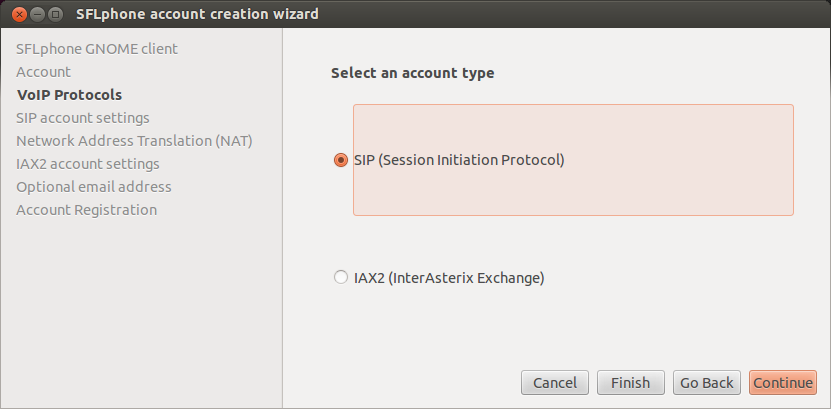 SFLphone account creation wizard
SFLphone GNOME client
Account
VoIP Protocols
SIP account settings
Network Address Translation (NAT)
IAX2 account settings
Optional email address
Account Registration
Select an account type
SIP (Session Initiation Protocol)
IAX2 (InterAsterix Exchange)
Cancel Finish Go Back Continue